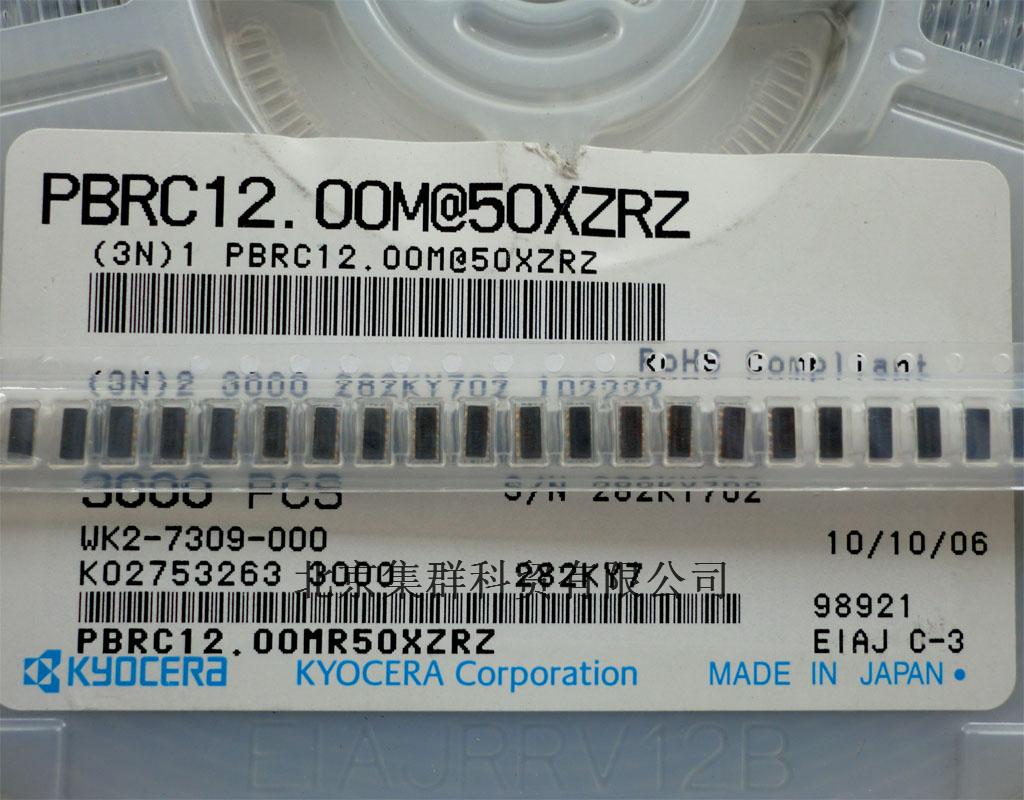 PBRC12.00M@50XZRZ
(3N)1 PBRC12.00M@50XZRZ
RoHS Compliant
(3N)2 3000 282KY702
3000 PCS S/N 282KY702
WK2-7309-000 10/10/06
K02753263 3000 282KY7
北京集群科贸有限公司
98921
PBRC12.00MR50XZRZ EIAJ C-3
KYOCERA KYOCERA Corporation MADE IN JAPAN
EIAJRRV12B